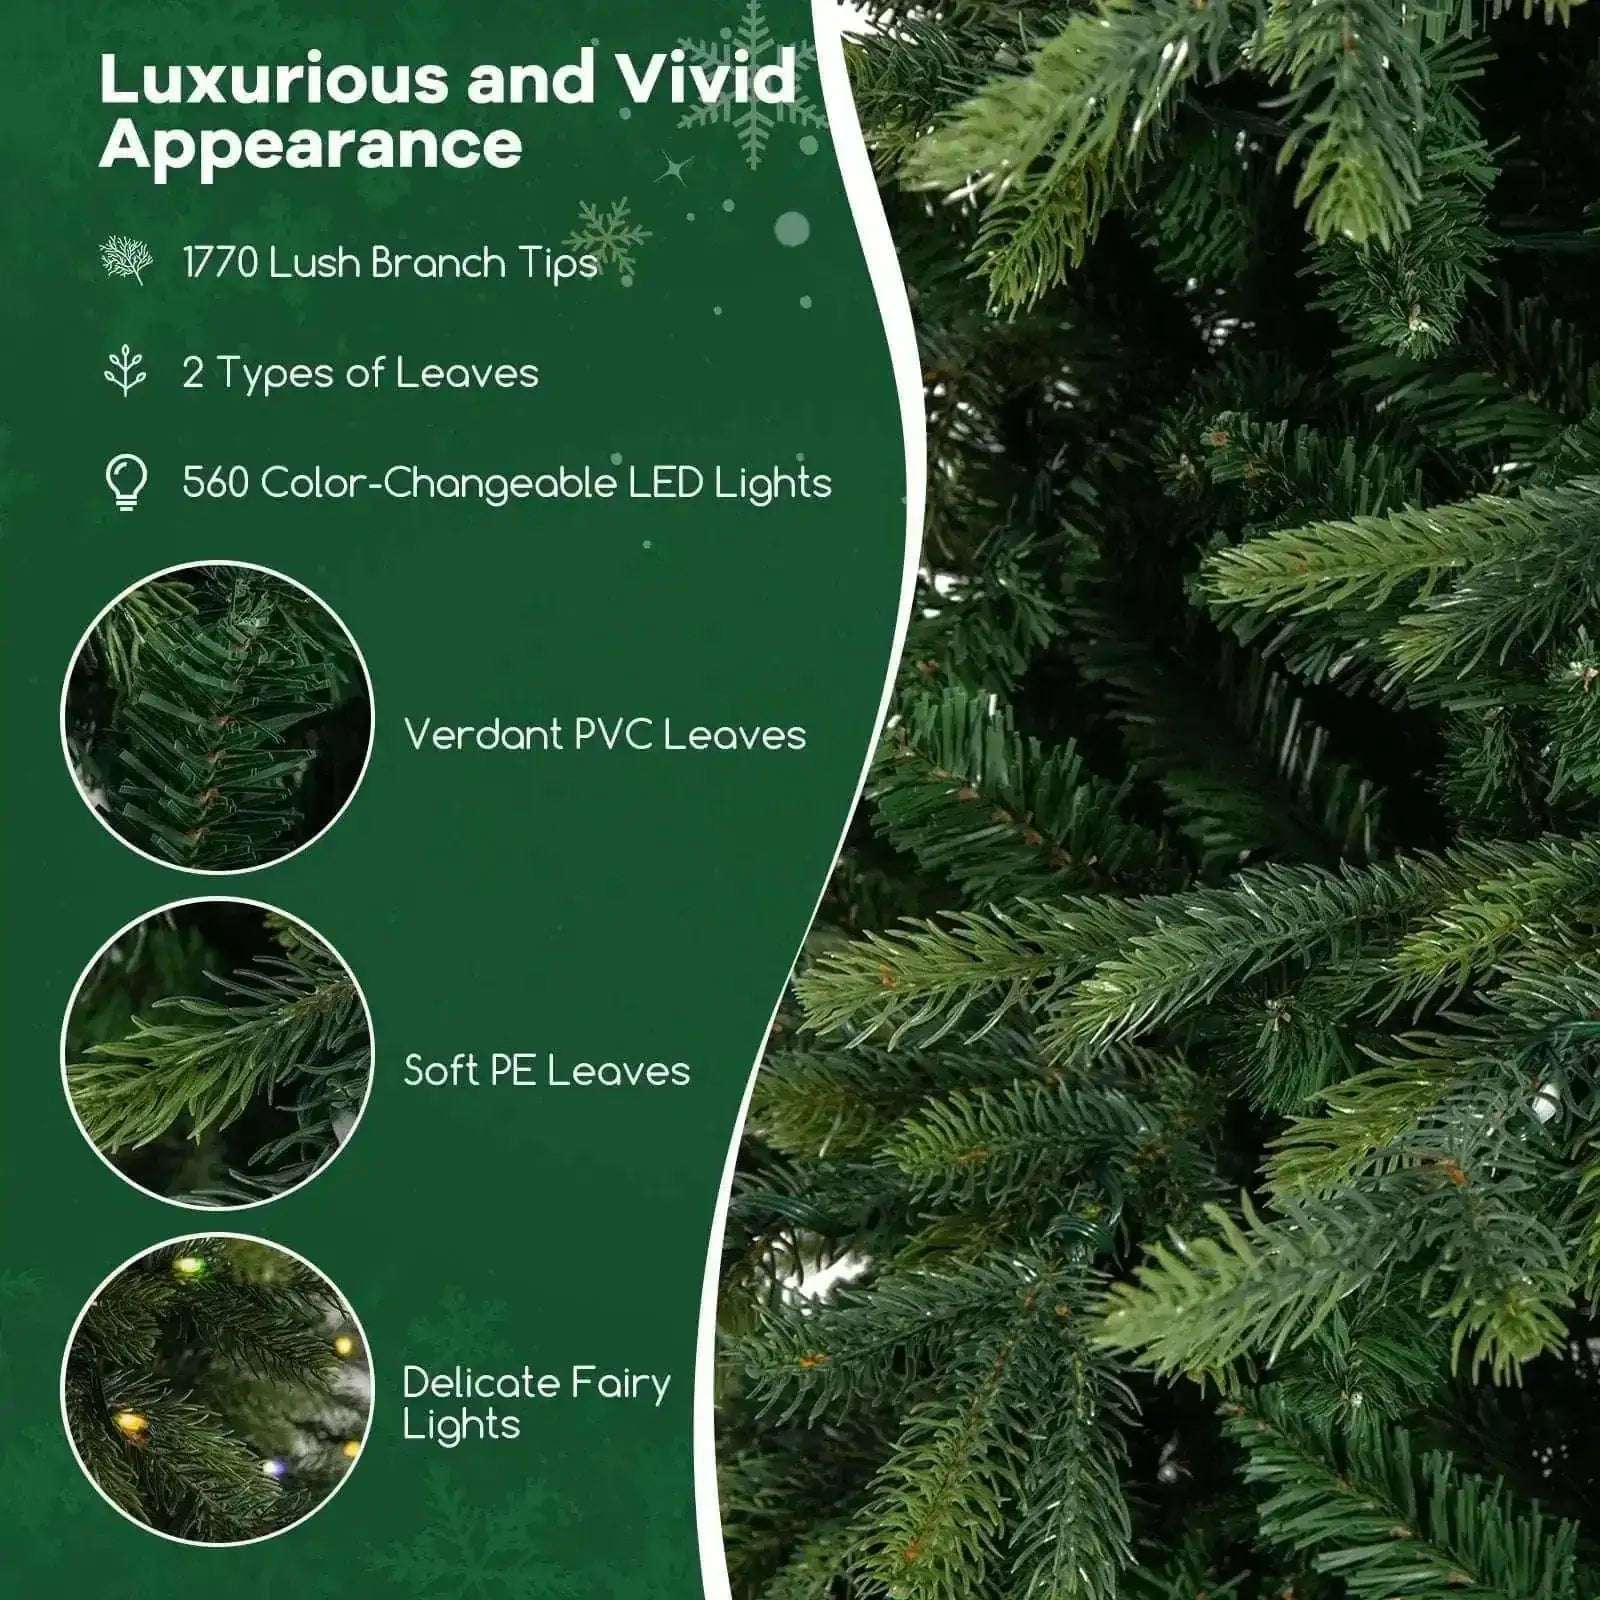 Luxurious and Vivid
Appearance
1770 Lush Branch Tips
2 Types of Leaves
560 Color-Changeable LED Lights
Verdant PVC Leaves
Soft PE Leaves
Delicate Fairy
Lights